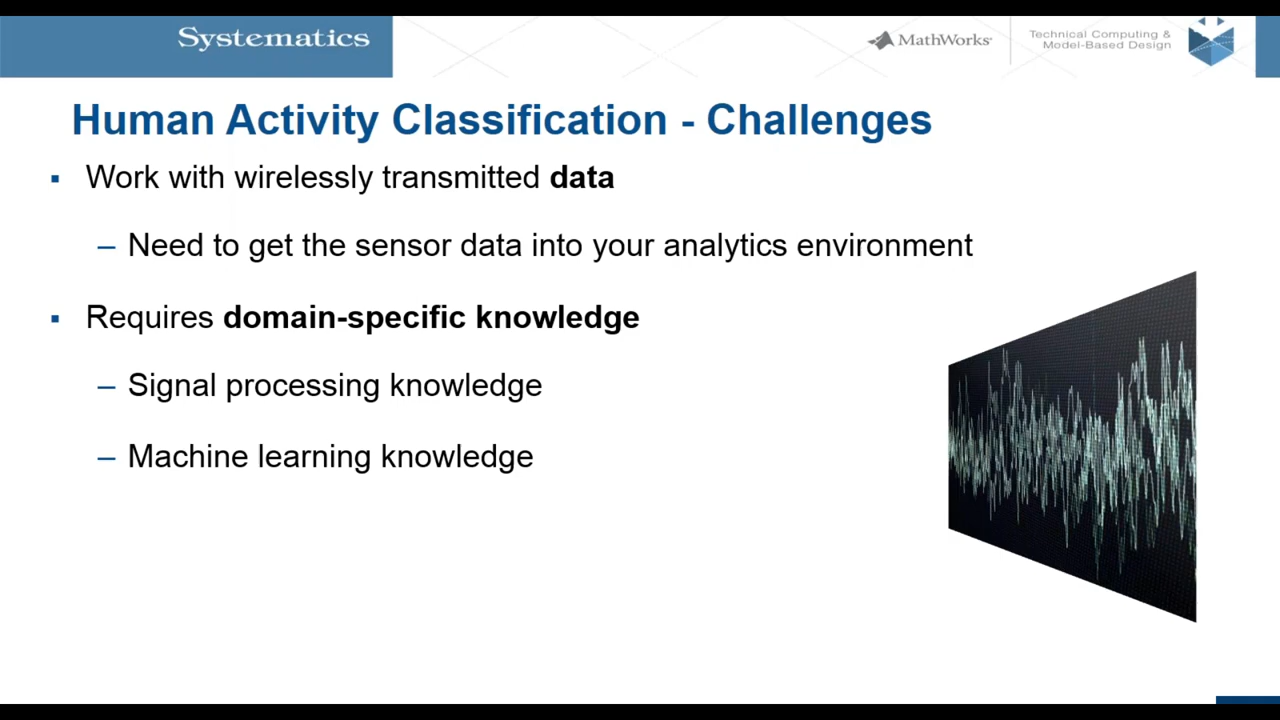 Systematics
MathWorks
Technical Computing &
Model-Based Design
Human Activity Classification - Challenges
▪ Work with wirelessly transmitted data
– Need to get the sensor data into your analytics environment
▪ Requires domain-specific knowledge
– Signal processing knowledge
– Machine learning knowledge